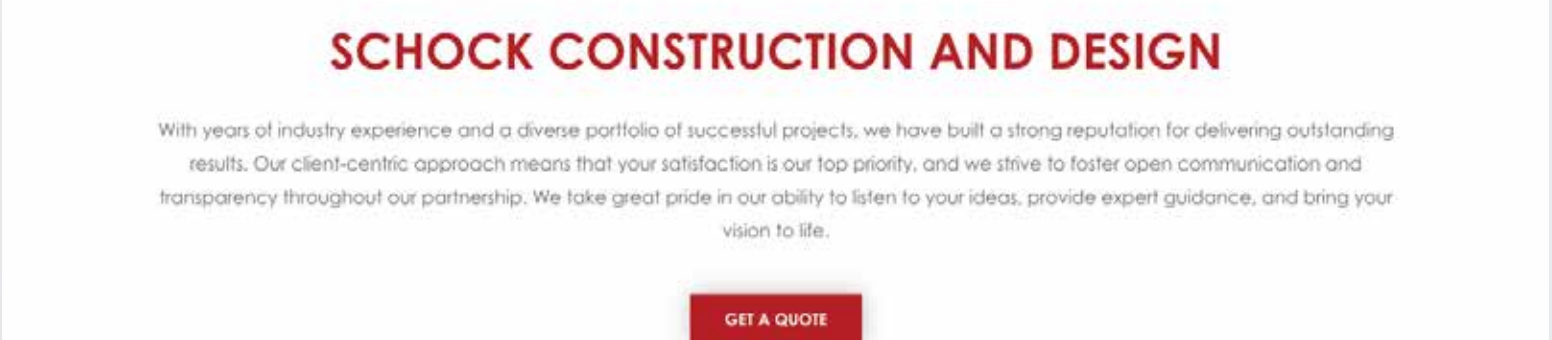 SCHOCK CONSTRUCTION AND DESIGN
With years of industry experience and a diverse portfolio of successful projects, we have built a strong reputation for delivering outstanding
results. Our client-centric approach means that your satisfaction is our top priority, and we strive to foster open communication and
transparency throughout our partnership. We take great pride in our ability to listen to your ideas, provide expert guidance, and bring your
vision to life.
GET A QUOTE